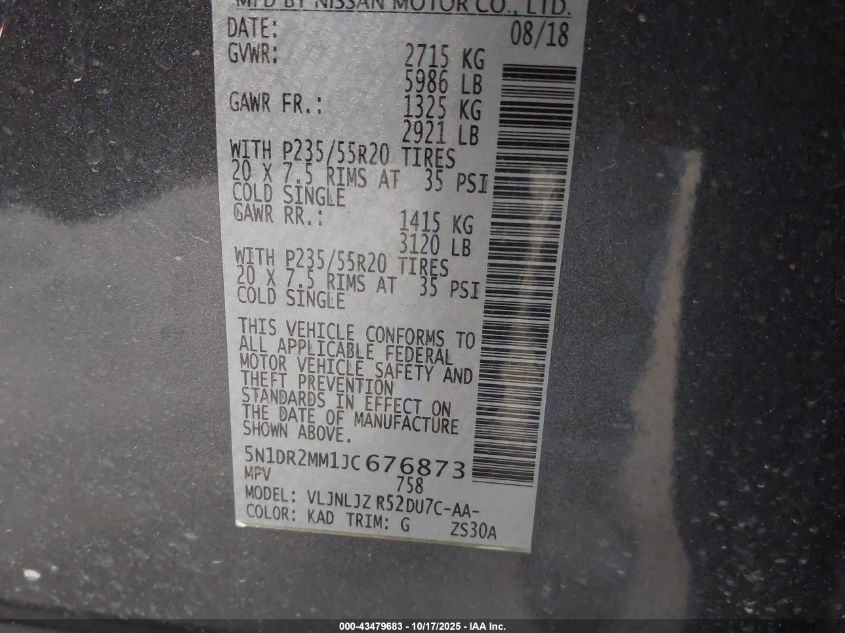 MFD BY NISSAN MOTOR CO., LTD.
DATE: 08/18
GVWR: 2715 KG
5986 LB
GAWR FR.: 1325 KG
2921 LB
WITH P235/55R20 TIRES
20 X 7.5 RIMS AT 35 PSI
COLD SINGLE
GAWR RR.: 1415 KG
3120 LB
WITH P235/55R20 TIRES
20 X 7.5 RIMS AT 35 PSI
COLD SINGLE
THIS VEHICLE CONFORMS TO
ALL APPLICABLE FEDERAL
MOTOR VEHICLE SAFETY AND
THEFT PREVENTION
STANDARDS IN EFFECT ON
THE DATE OF MANUFACTURE
SHOWN ABOVE.
5N1DR2MM1JC676873
MPV 758
MODEL: VLJNLJZ R52DU7C-AA-
COLOR: KAD TRIM: G ZS30A
000-43479683 - 10/17/2025 - IAA Inc.